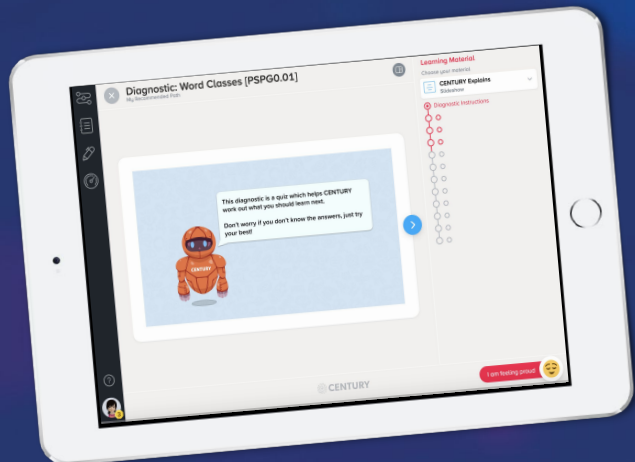 Diagnostic: Word Classes [PSPG0.01]
My Recommended Path
Learning Material
Choose your material
CENTURY Explains
Slideshow
Diagnostic Instructions
This diagnostic is a quiz which helps CENTURY
work out what you should learn next.
Don't worry if you don't know the answers, just try
your best!
CENTURY
?
CENTURY
I am feeling proud